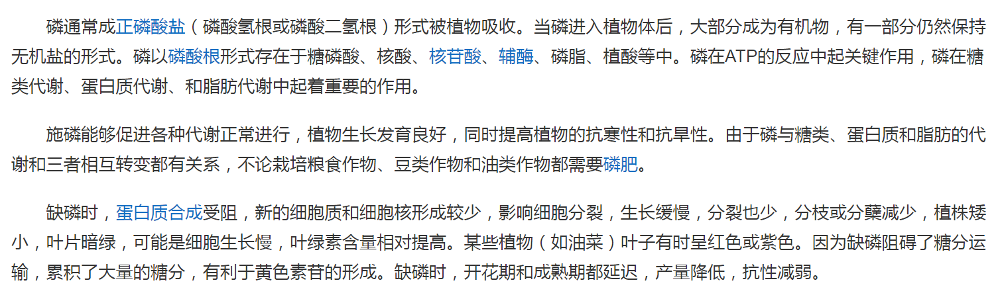 磷通常成正磷酸盐（磷酸氢根或磷酸二氢根）形式被植物吸收。当磷进入植物体后，大部分成为有机物，有一部分仍然保持
无机盐的形式。磷以磷酸根形式存在于糖磷酸、核酸、核苷酸、辅酶、磷脂、植酸等中。磷在ATP的反应中起关键作用，磷在糖
类代谢、蛋白质代谢、和脂肪代谢中起着重要的作用。
施磷能够促进各种代谢正常进行，植物生长发育良好，同时提高植物的抗寒性和抗旱性。由于磷与糖类、蛋白质和脂肪的代
谢和三者相互转变都有关系，不论栽培粮食作物、豆类作物和油类作物都需要磷肥。
缺磷时，蛋白质合成受阻，新的细胞质和细胞核形成较少，影响细胞分裂，生长缓慢，分裂也少，分枝或分蘖减少，植株矮
小，叶片暗绿，可能是细胞生长慢，叶绿素含量相对提高。某些植物（如油菜）叶子有时呈红色或紫色。因为缺磷阻碍了糖分运
输，累积了大量的糖分，有利于黄色素苷的形成。缺磷时，开花期和成熟期都延迟，产量降低，抗性减弱。